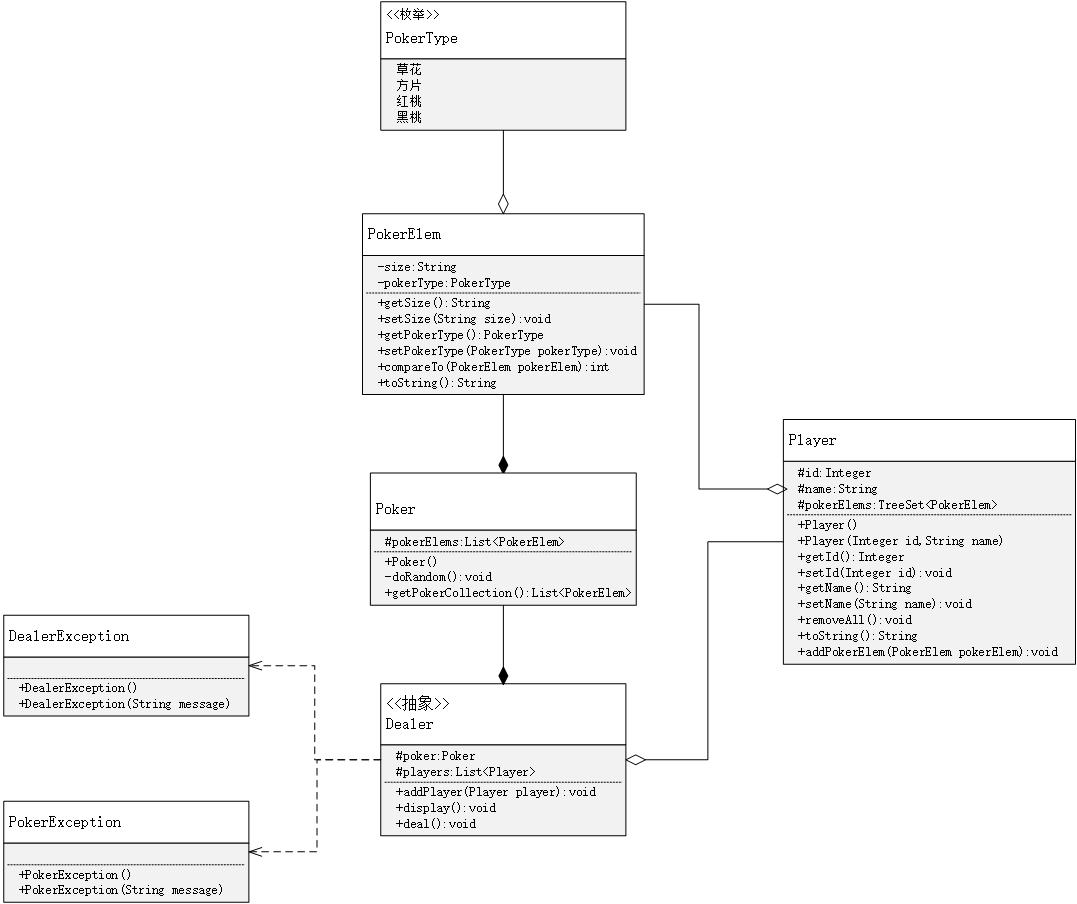 <<枚举>>
PokerType
草花
方片
红桃
黑桃
PokerElem
-size:String
-pokerType:PokerType
+getSize():String
+setSize(String size):void
+getPokerType():PokerType
+setPokerType(PokerType pokerType):void
+compareTo(PokerElem pokerElem):int
+toString():String
Player
#id:Integer
#name:String
#pokerElems:TreeSet<PokerElem>
+Player()
+Player(Integer id,String name)
+getId():Integer
+setId(Integer id):void
+getName():String
+setName(String name):void
+removeAll():void
+toString():String
+addPokerElem(PokerElem pokerElem):void
Poker
#pokerElems:List<PokerElem>
+Poker()
-doRandom():void
+getPokerCollection():List<PokerElem>
DealerException
+DealerException()
+DealerException(String message)
<<抽象>>
Dealer
#poker:Poker
#players:List<Player>
+addPlayer(Player player):void
+display():void
+deal():void
PokerException
+PokerException()
+PokerException(String message)